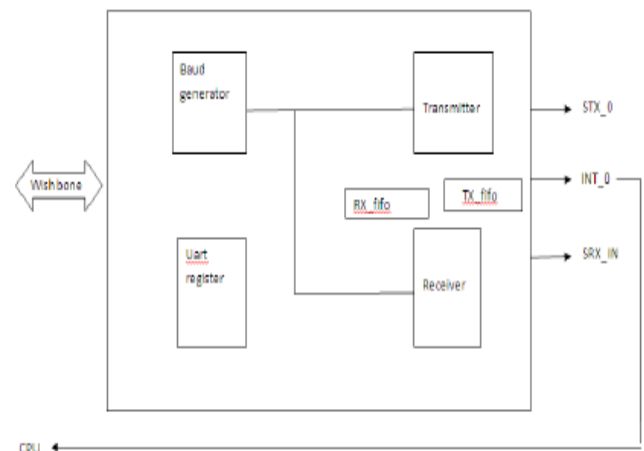 Baud
generator
Transmitter
STX_0
Wishbone
INT_0
RX_fifo
TX_fifo
Uart
register
Receiver
SRX_IN
CPU